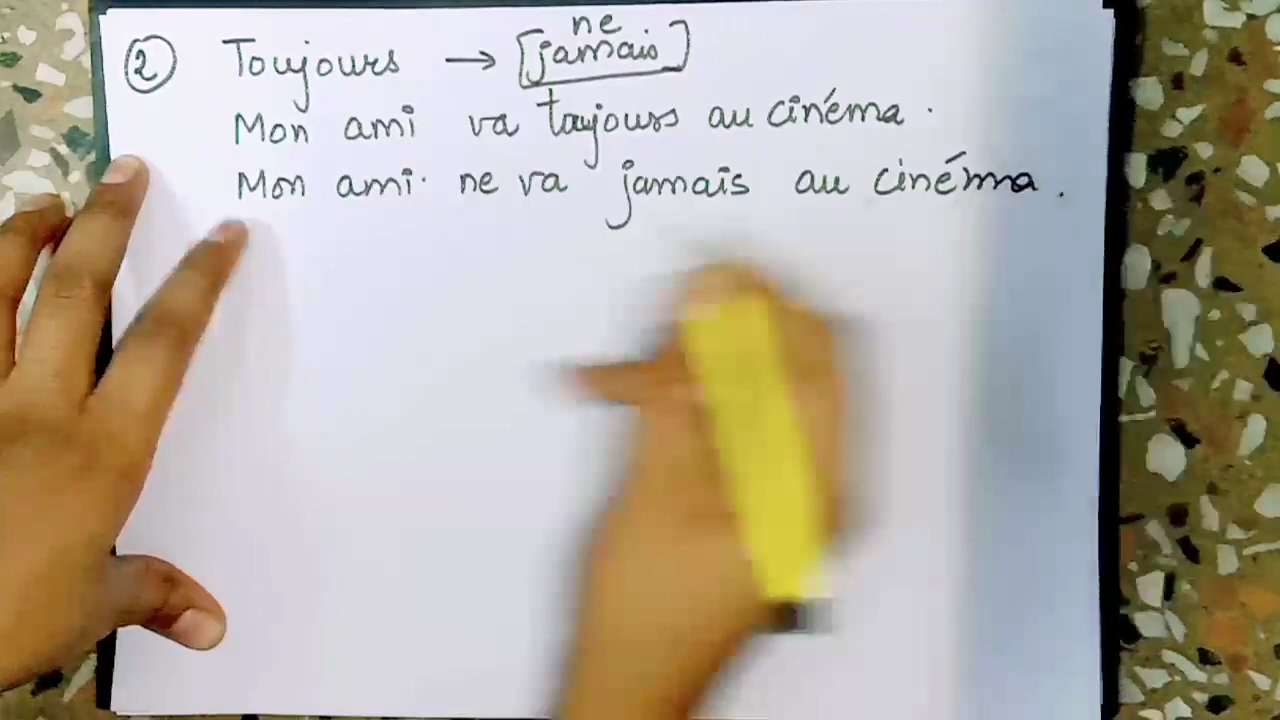 ② Toujours → [ne jamais]
Mon ami va toujours au cinéma.
Mon ami ne va jamais au cinéma.